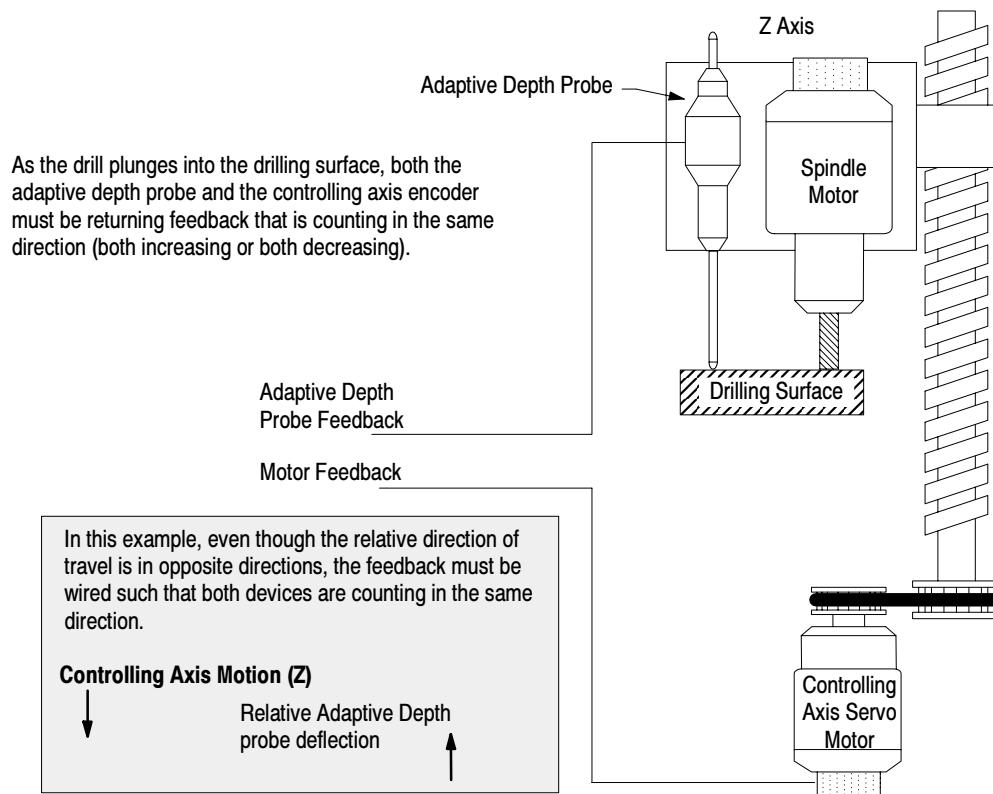 Z Axis
Adaptive Depth Probe
As the drill plunges into the drilling surface, both the
adaptive depth probe and the controlling axis encoder
must be returning feedback that is counting in the same
direction (both increasing or both decreasing).
Spindle
Motor
Drilling Surface
Adaptive Depth
Probe Feedback
Motor Feedback
In this example, even though the relative direction of
travel is in opposite directions, the feedback must be
wired such that both devices are counting in the same
direction.
Controlling Axis Motion (Z)
Relative Adaptive Depth
probe deflection
Controlling
Axis Servo
Motor